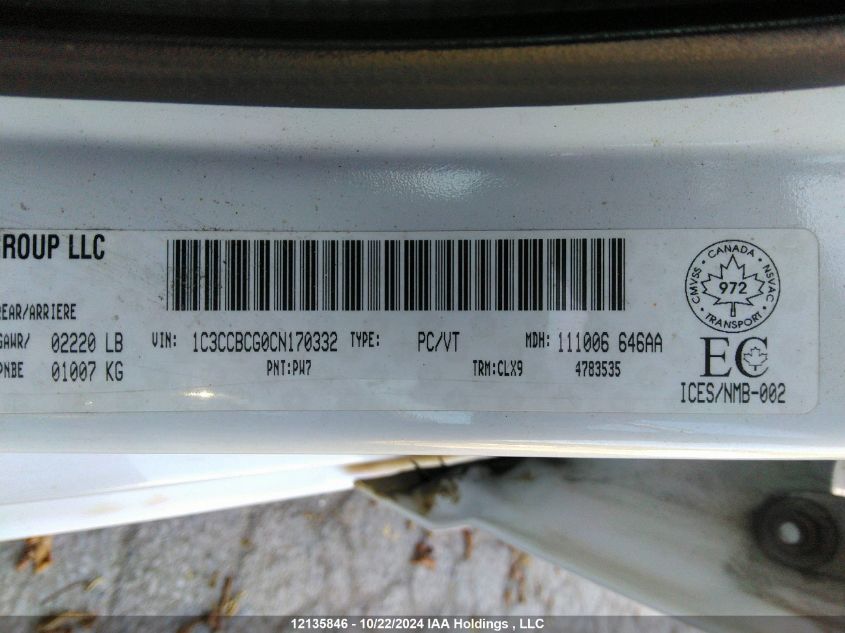 ROUP LLC
REAR/ARRIERE
GAWR/ 02220 LB
PNBE 01007 KG
VIN: 1C3CCBCG0CN170332 TYPE: PC/VT MDH: 111006 646AA
PNT:PW7 TRM:CLX9 4783535
CANADA
CMVSS NSVAC
972
TRANSPORT
EC
ICES/NMB-002
12135846 - 10/22/2024 IAA Holdings , LLC